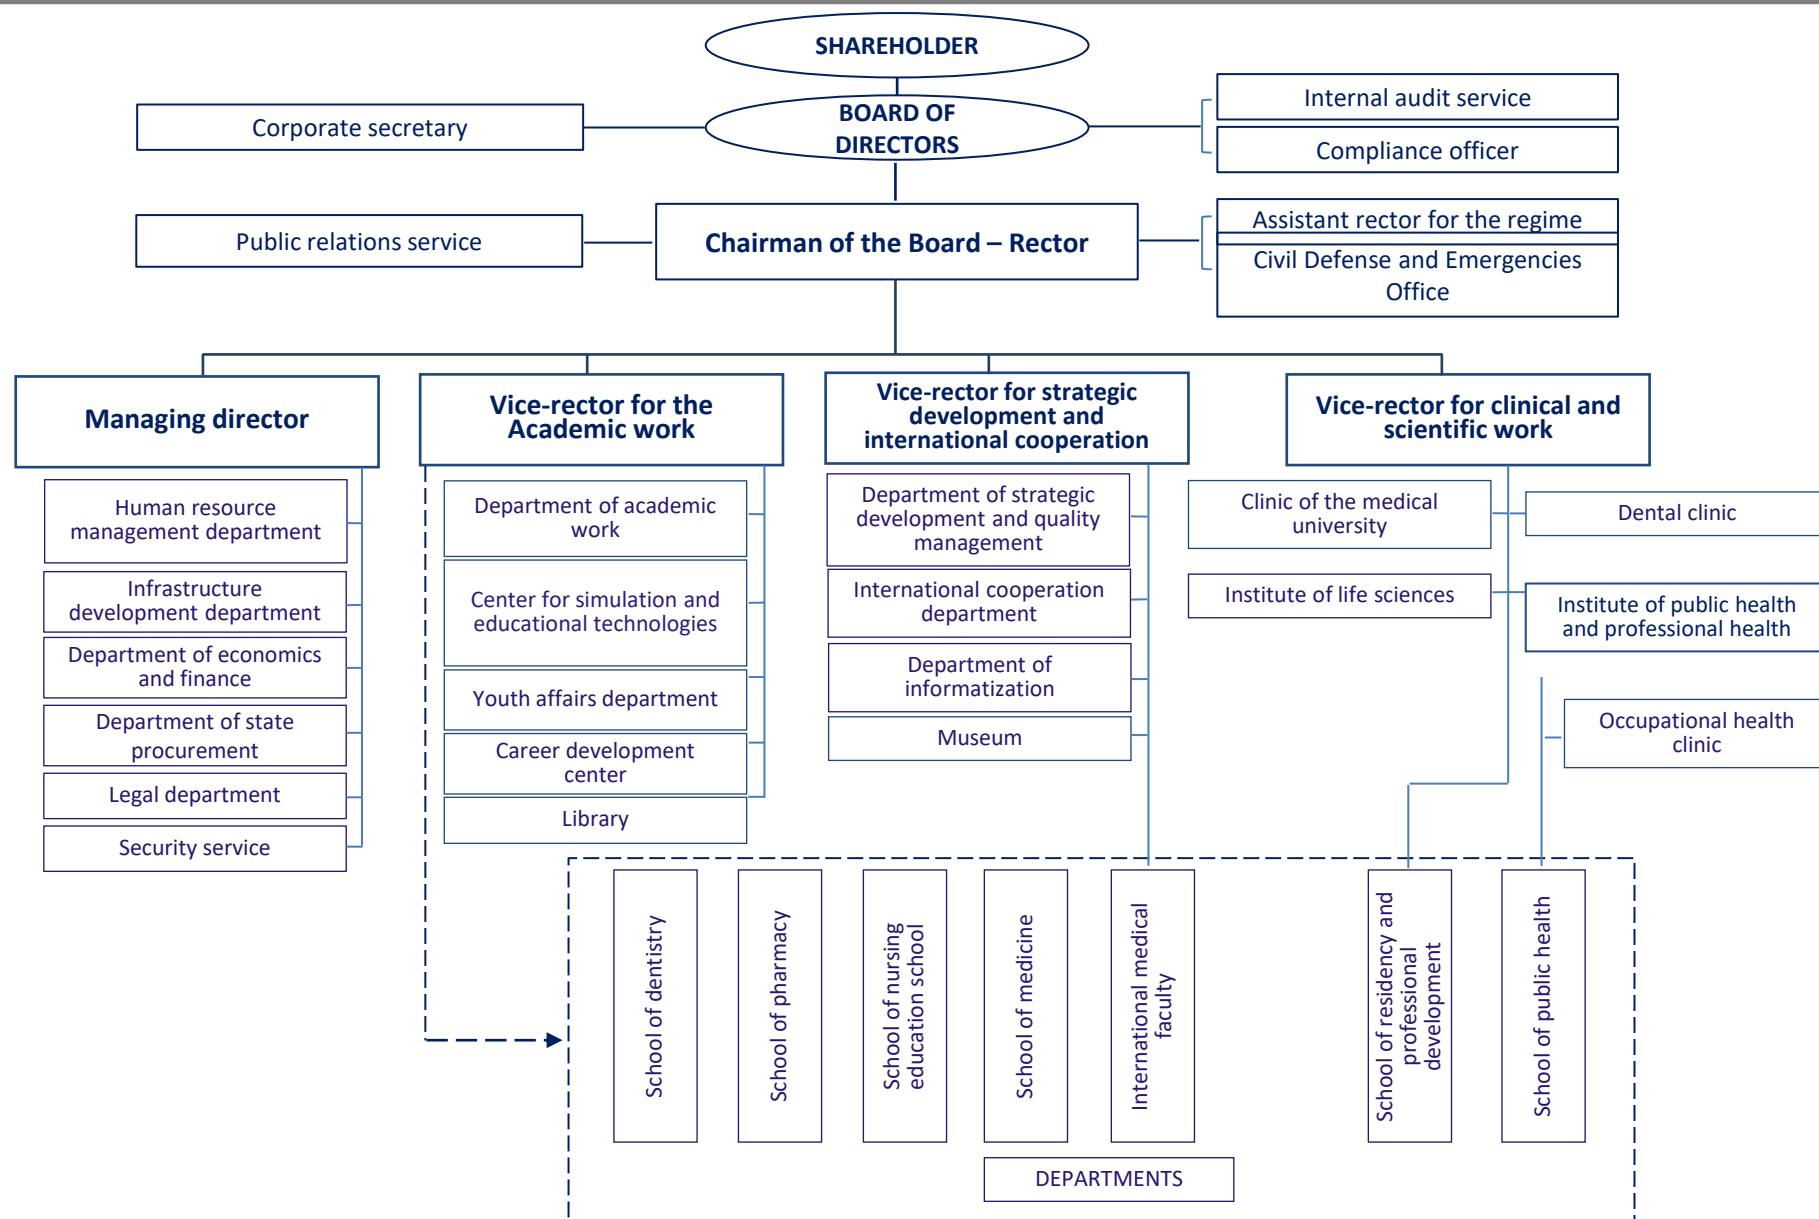 SHAREHOLDER
Corporate secretary
BOARD OF
DIRECTORS
Internal audit service
Compliance officer
Public relations service
Chairman of the Board – Rector
Assistant rector for the regime
Civil Defense and Emergencies
Office
Managing director
Vice-rector for the
Academic work
Vice-rector for strategic
development and
international cooperation
Vice-rector for clinical and
scientific work
Human resource
management department
Infrastructure
development department
Department of economics
and finance
Department of state
procurement
Legal department
Security service
Department of academic
work
Center for simulation and
educational technologies
Youth affairs department
Career development
center
Library
Department of strategic
development and quality
management
International cooperation
department
Department of
informatization
Museum
Clinic of the medical
university
Dental clinic
Institute of life sciences
Institute of public health
and professional health
Occupational health
clinic
School of dentistry
School of pharmacy
School of nursing
education school
School of medicine
International medical
faculty
School of residency and
professional
development
School of public health
DEPARTMENTS